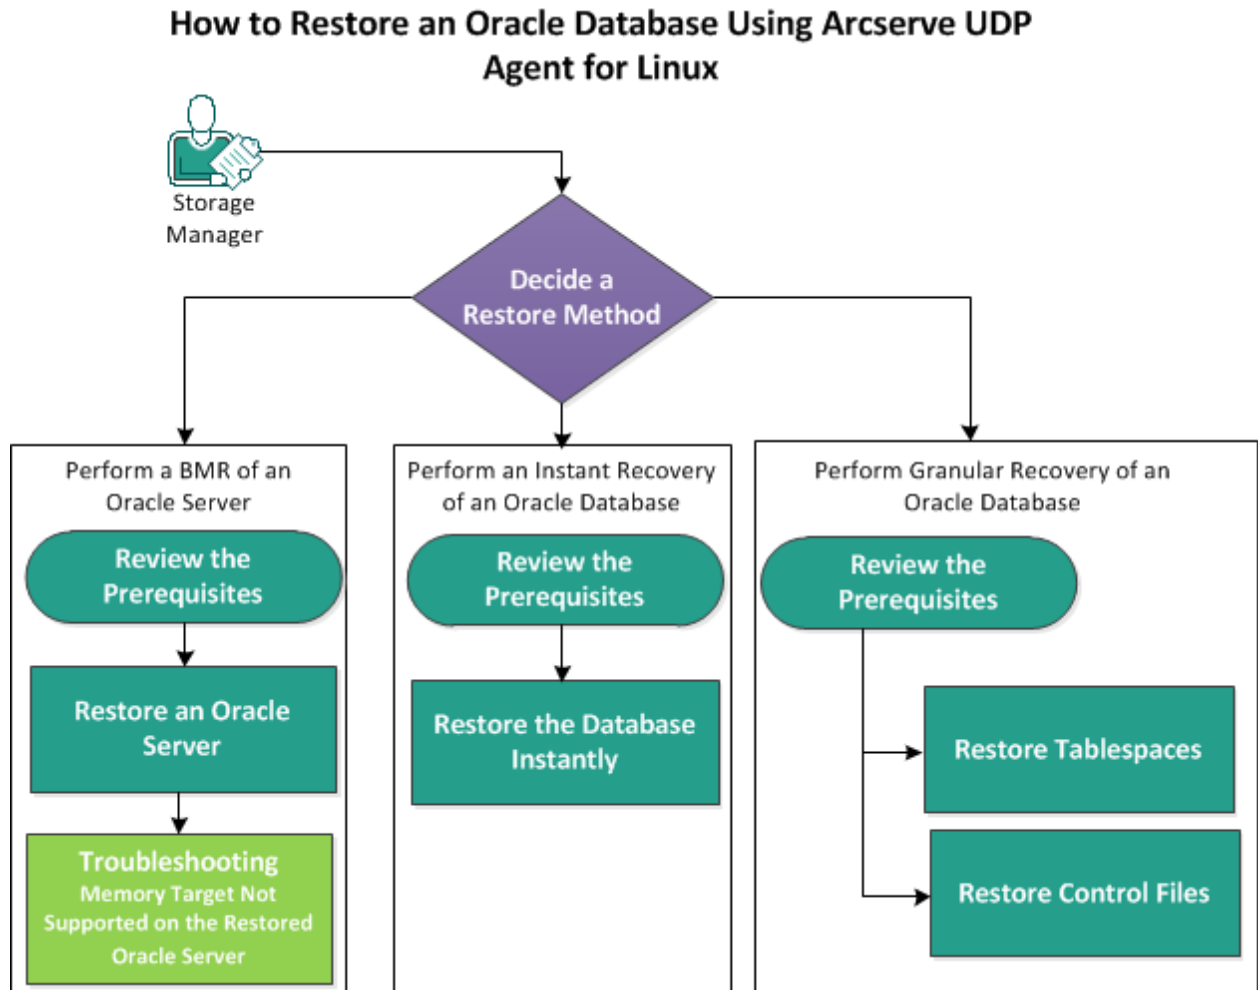 How to Restore an Oracle Database Using Arcserve UDP
Agent for Linux
Storage
Manager
Decide a
Restore Method
Perform a BMR of an
Oracle Server
Review the
Prerequisites
Restore an Oracle
Server
Troubleshooting
Memory Target Not
Supported on the Restored
Oracle Server
Perform an Instant Recovery
of an Oracle Database
Review the
Prerequisites
Restore the Database
Instantly
Perform Granular Recovery of an
Oracle Database
Review the
Prerequisites
Restore Tablespaces
Restore Control Files